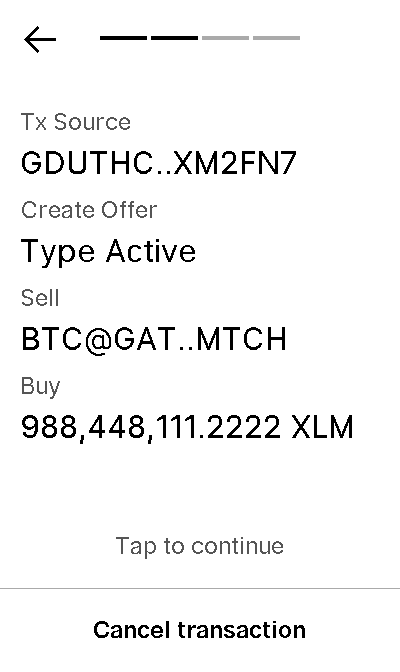 Tx Source
GDUTHC..XM2FN7
Create Offer
Type Active
Sell
BTC@GAT..MTCH
Buy
988,448,111.2222 XLM
Tap to continue
Cancel transaction